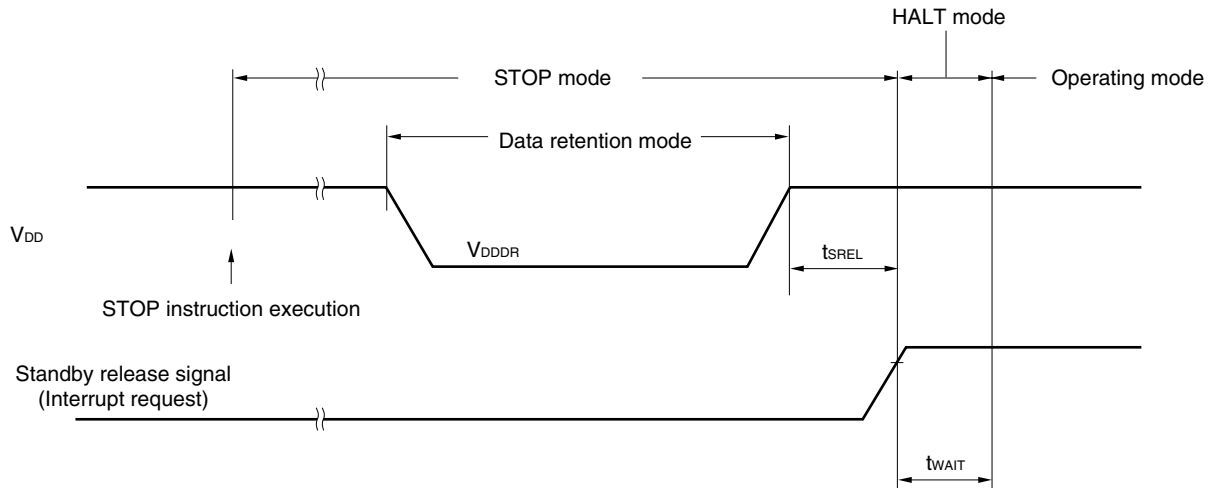 HALT mode
STOP mode
Operating mode
Data retention mode
VDD
VDDDR
tSREL
STOP instruction execution
Standby release signal
(Interrupt request)
tWAIT